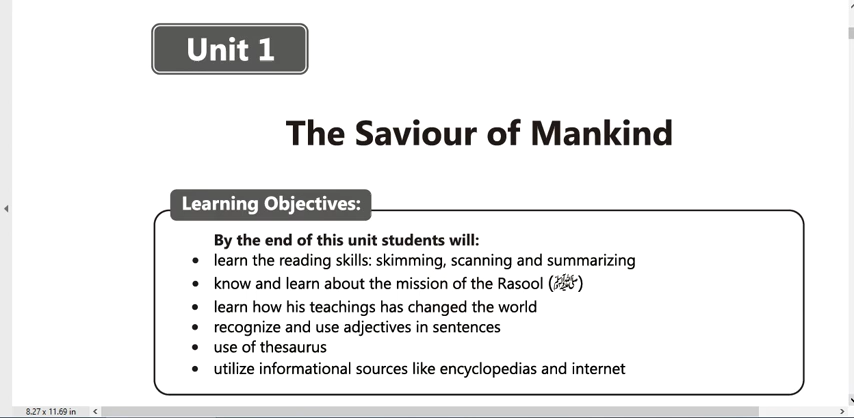 Unit 1
The Saviour of Mankind
Learning Objectives:
By the end of this unit students will:
• learn the reading skills: skimming, scanning and summarizing
• know and learn about the mission of the Rasool (ﷺ)
• learn how his teachings has changed the world
• recognize and use adjectives in sentences
• use of thesaurus
• utilize informational sources like encyclopedias and internet
8.27 x 11.69 in